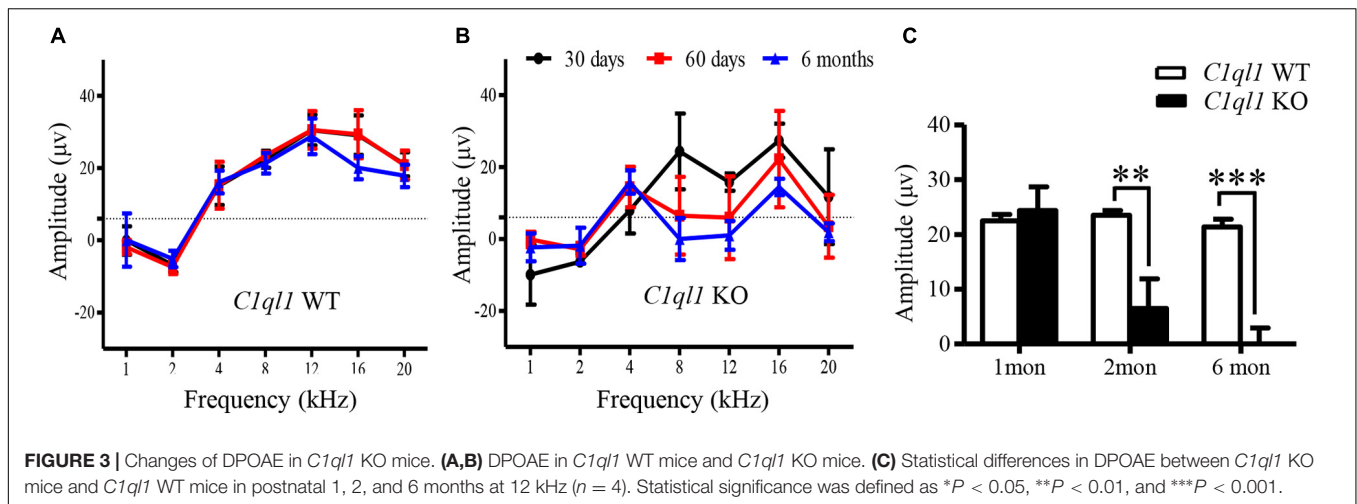 A
Amplitude (μv)
40
20
0
-20
1 2 4 8 12 16 20
Frequency (kHz)
C1ql1 WT
B
30 days 60 days 6 months
Amplitude (μv)
40
20
0
-20
1 2 4 8 12 16 20
Frequency (kHz)
C1ql1 KO
C
C1ql1 WT
C1ql1 KO
Amplitude (μv)
40
30
20
10
0
** ***
1mon 2mon 6 mon
FIGURE 3 | Changes of DPOAE in C1ql1 KO mice. (A,B) DPOAE in C1ql1 WT mice and C1ql1 KO mice. (C) Statistical differences in DPOAE between C1ql1 KO
mice and C1ql1 WT mice in postnatal 1, 2, and 6 months at 12 kHz (n = 4). Statistical significance was defined as *P < 0.05, **P < 0.01, and ***P < 0.001.